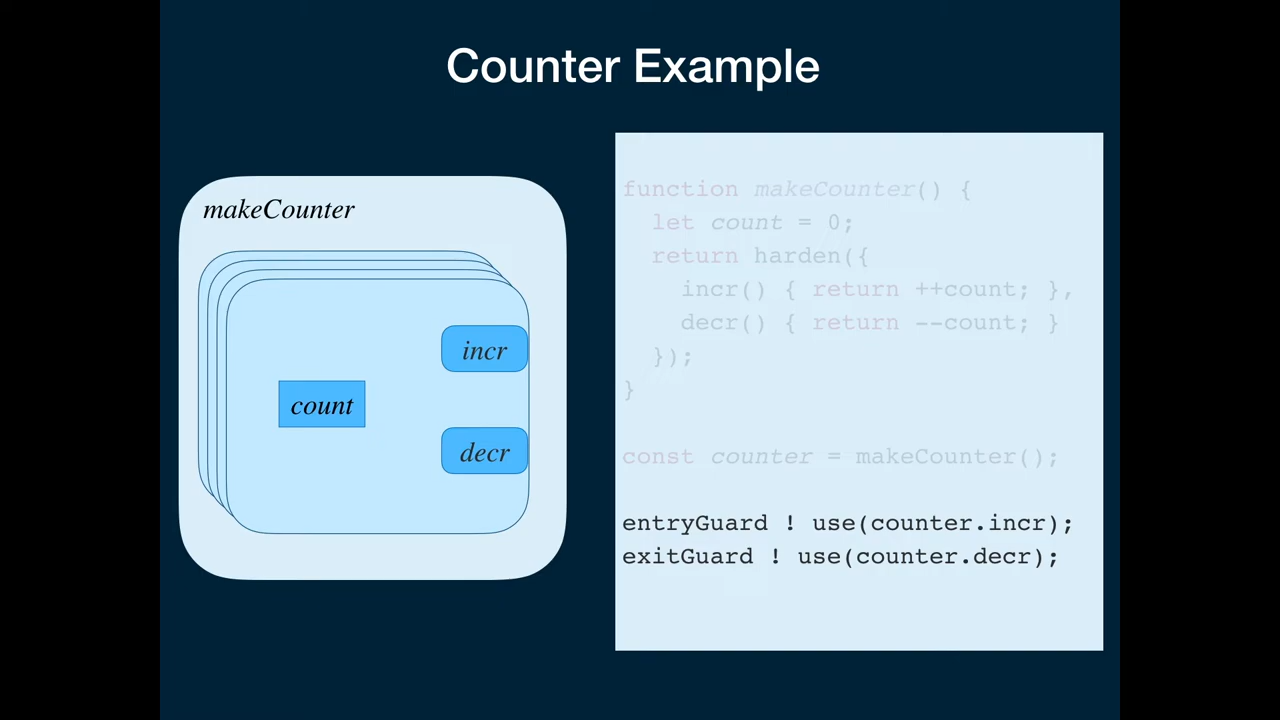 Counter Example
makeCounter
incr
count
decr
function makeCounter() {
  let count = 0;
  return harden({
    incr() { return ++count; },
    decr() { return --count; }
  });
}
const counter = makeCounter();
entryGuard ! use(counter.incr);
exitGuard ! use(counter.decr);